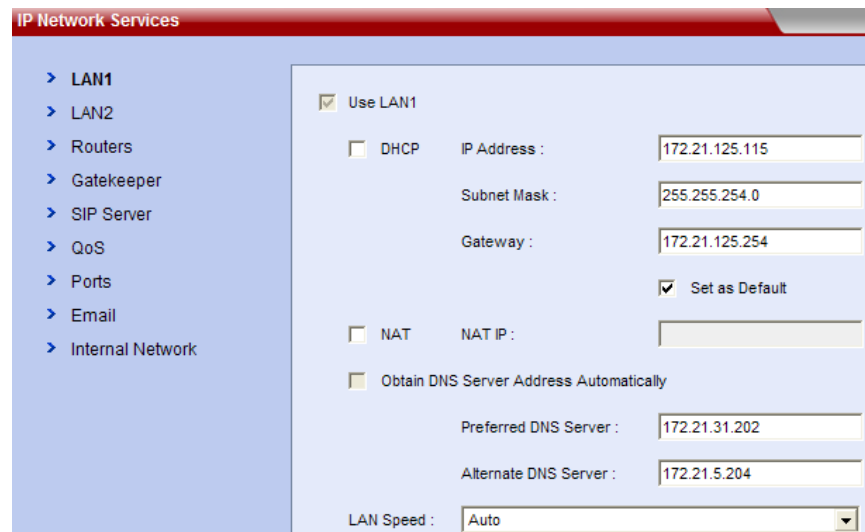 IP Network Services
LAN1
LAN2
Routers
Gatekeeper
SIP Server
QoS
Ports
Email
Internal Network
Use LAN1
DHCP IP Address : 172.21.125.115
Subnet Mask : 255.255.254.0
Gateway : 172.21.125.254
Set as Default
NAT NAT IP :
Obtain DNS Server Address Automatically
Preferred DNS Server : 172.21.31.202
Alternate DNS Server : 172.21.5.204
LAN Speed : Auto